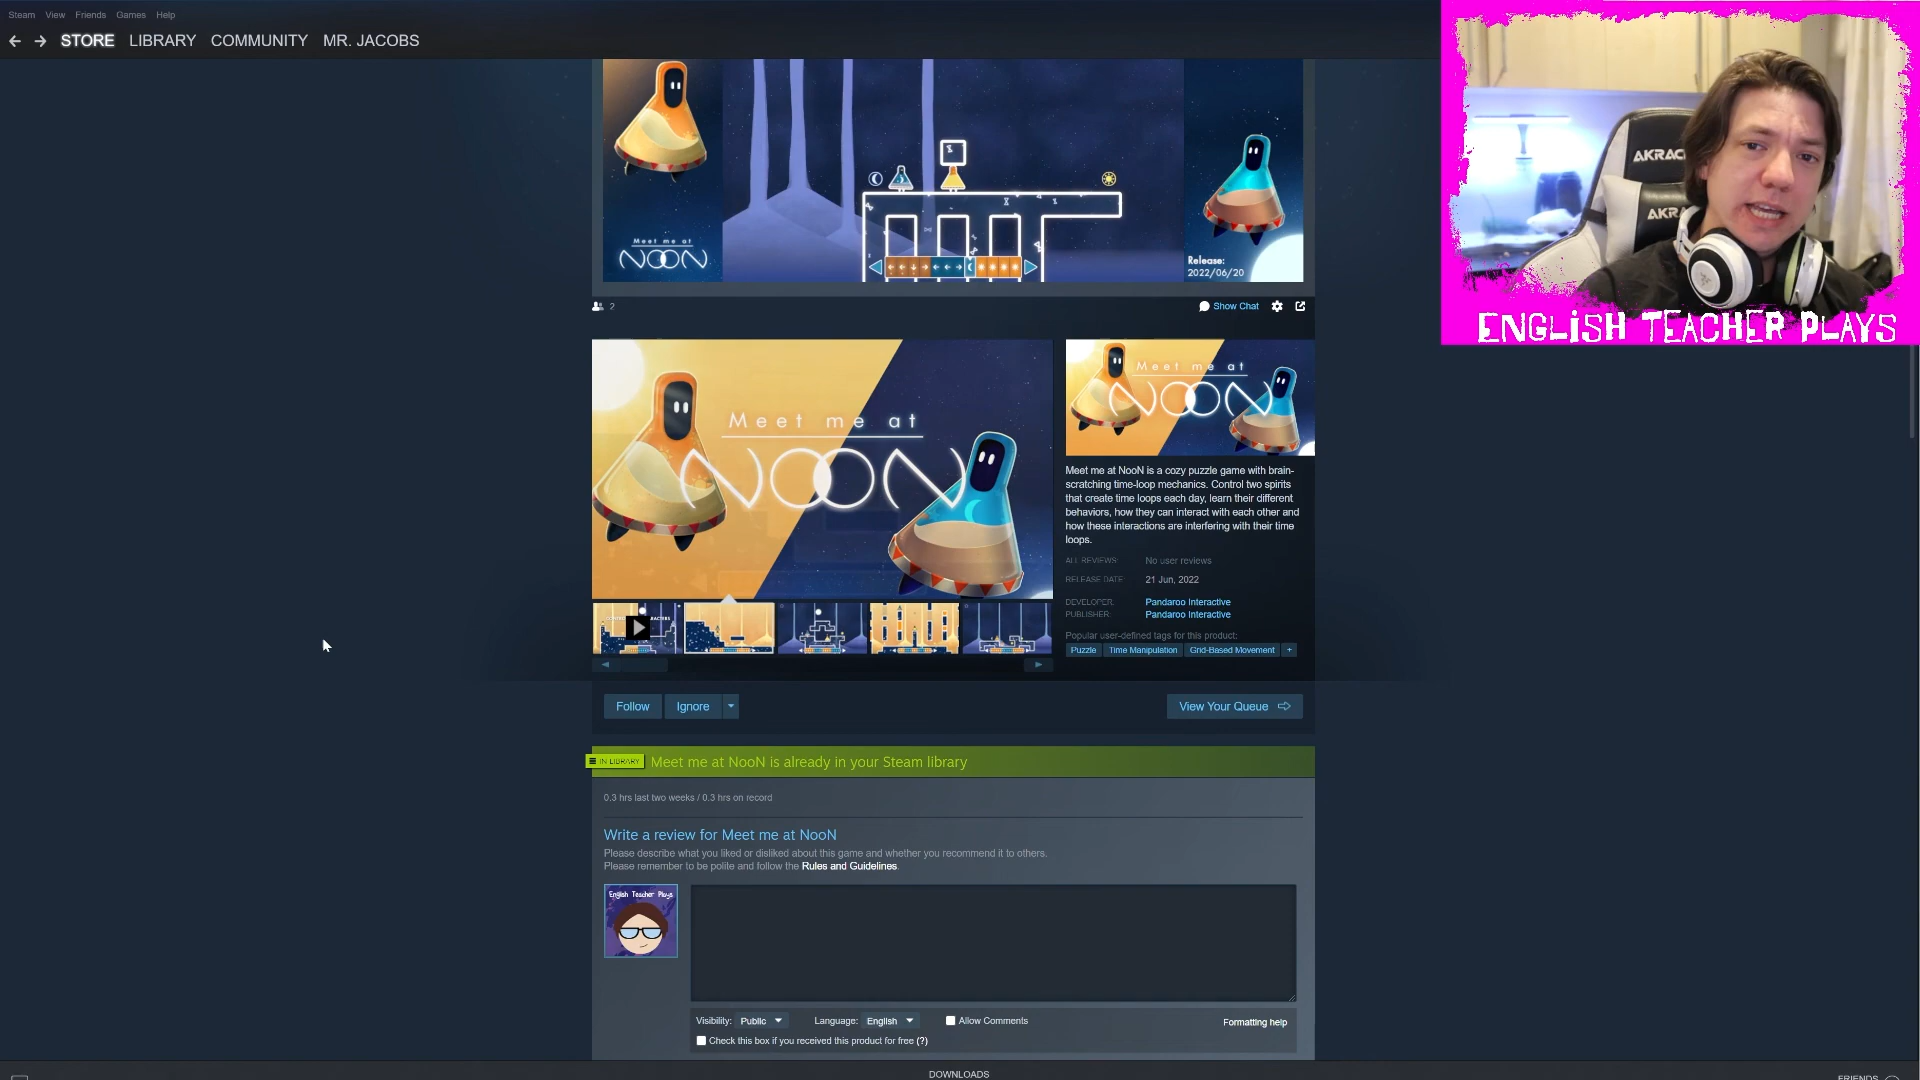 Steam View Friends Games Help
STORE LIBRARY COMMUNITY MR. JACOBS
AKRACING
AKRA
ENGLISH TEACHER PLAYS
Meet me at
NOON
Release:
2022/06/20
2
Show Chat
Meet me at
NOON
Meet me at
NOON
Meet me at NooN is a cozy puzzle game with brain-
scratching time-loop mechanics. Control two spirits
that create time loops each day, learn their different
behaviors, how they can interact with each other and
how these interactions are interfering with their time
loops.
ALL REVIEWS: No user reviews
RELEASE DATE: 21 Jun, 2022
DEVELOPER: Pandaroo Interactive
PUBLISHER: Pandaroo Interactive
Popular user-defined tags for this product:
Puzzle Time Manipulation Grid-Based Movement +
Follow Ignore
View Your Queue
IN LIBRARY Meet me at NooN is already in your Steam library
0.3 hrs last two weeks / 0.3 hrs on record
Write a review for Meet me at NooN
Please describe what you liked or disliked about this game and whether you recommend it to others.
Please remember to be polite and follow the Rules and Guidelines.
English Teacher Plays
Visibility: Public Language: English Allow Comments
Formatting help
Check this box if you received this product for free (?)
DOWNLOADS
FRIENDS